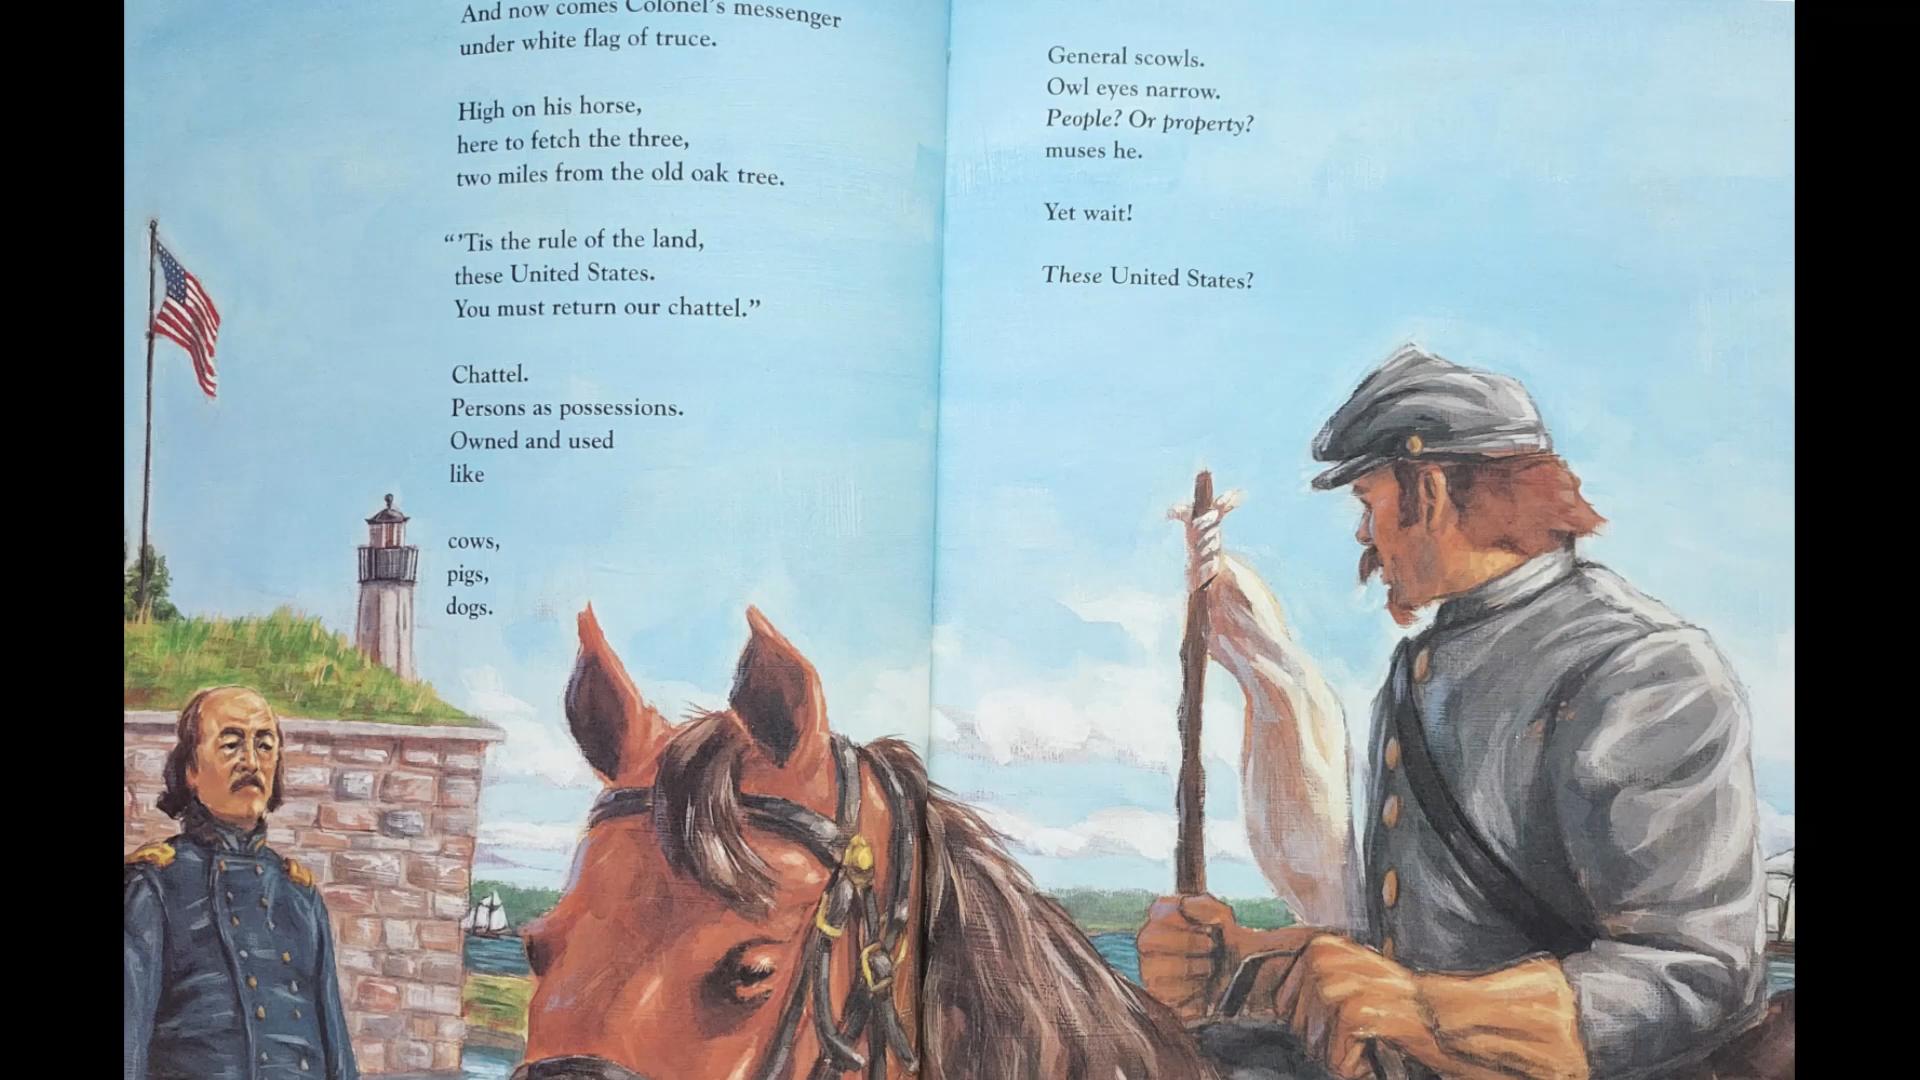 And now comes Colonel's messenger
under white flag of truce.
High on his horse,
here to fetch the three,
two miles from the old oak tree.
“’Tis the rule of the land,
these United States.
You must return our chattel.”
Chattel.
Persons as possessions.
Owned and used
like
cows,
pigs,
dogs.
General scowls.
Owl eyes narrow.
People? Or property?
muses he.
Yet wait!
These United States?